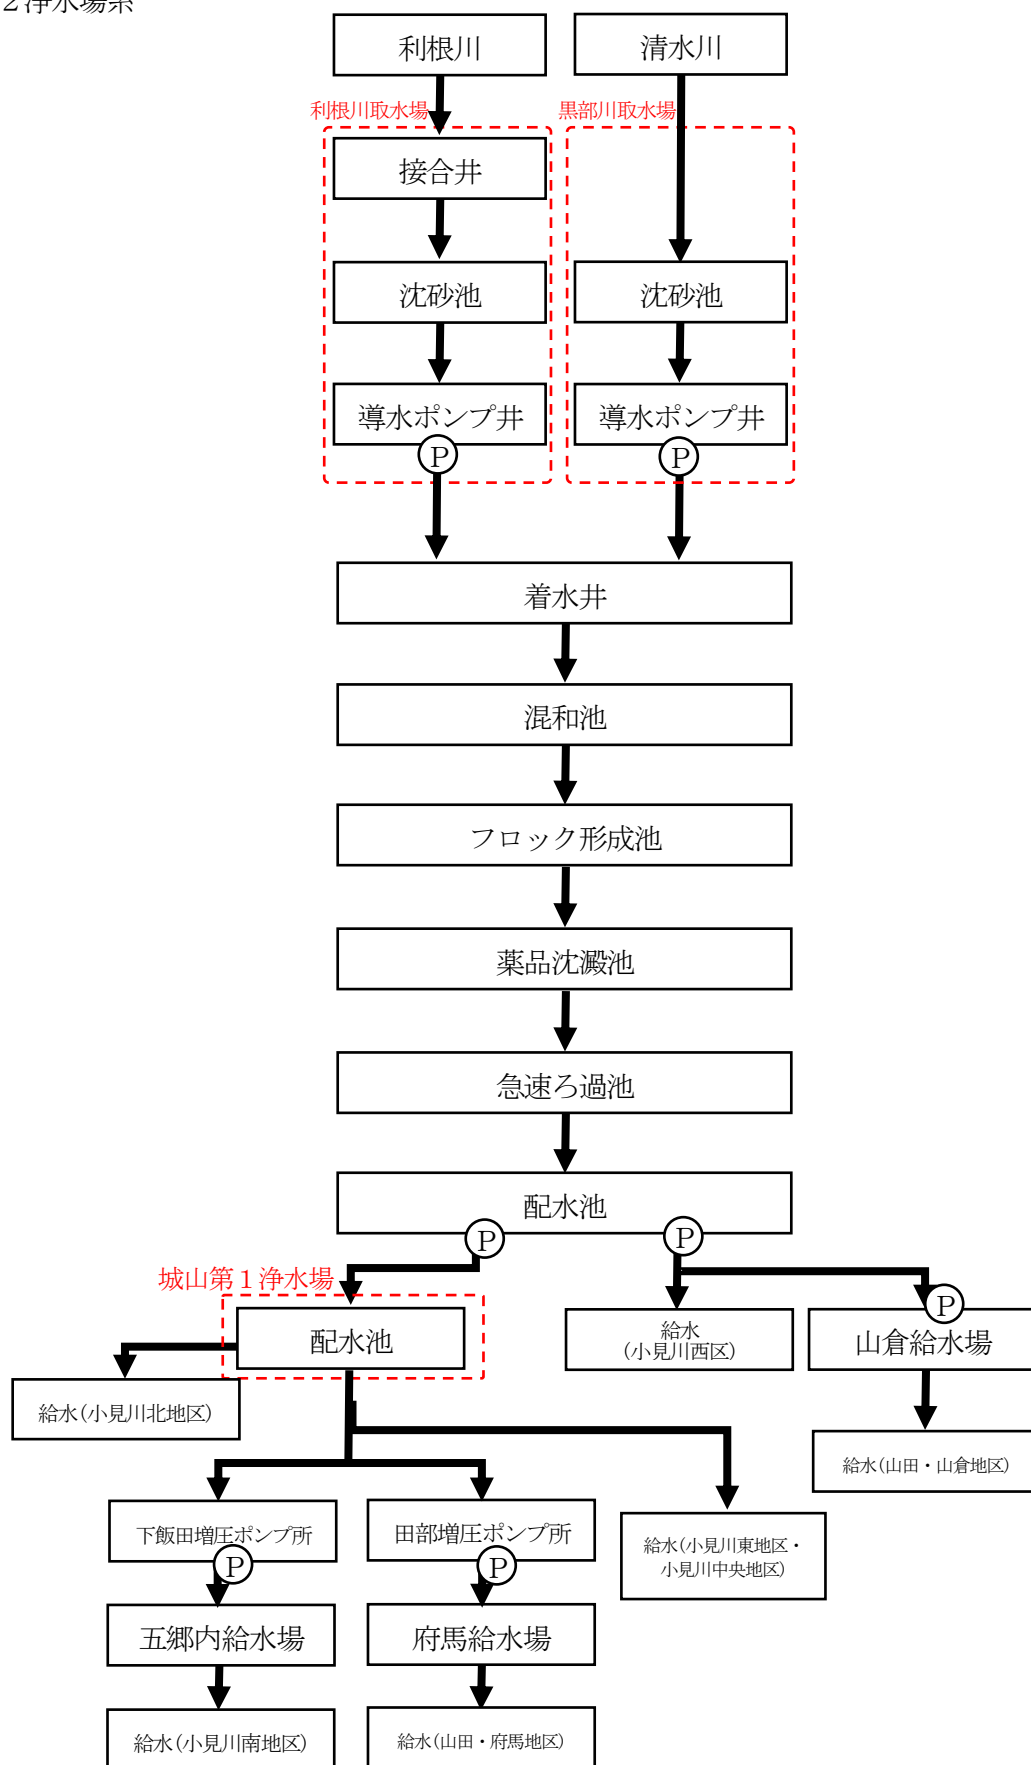 ２浄水場系
利根川
清水川
利根川取水場
黒部川取水場
接合井
沈砂池
沈砂池
導水ポンプ井
導水ポンプ井
Ｐ
Ｐ
着水井
混和池
フロック形成池
薬品沈澱池
急速ろ過池
配水池
Ｐ
Ｐ
城山第１浄水場
配水池
給水
(小見川西区)
Ｐ
山倉給水場
給水(小見川北地区)
給水(山田・山倉地区)
下飯田増圧ポンプ所
田部増圧ポンプ所
給水(小見川東地区・
小見川中央地区)
Ｐ
Ｐ
五郷内給水場
府馬給水場
給水(小見川南地区)
給水(山田・府馬地区)